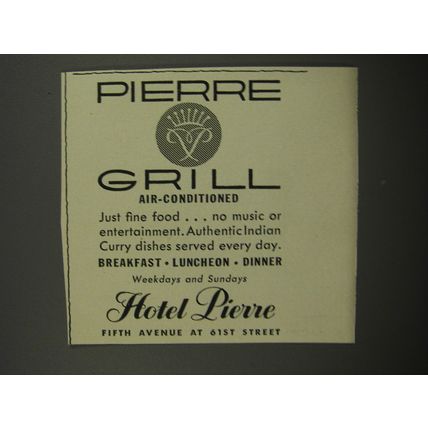 PIERRE
GRILL
AIR-CONDITIONED
Just fine food . . . no music or
entertainment. Authentic Indian
Curry dishes served every day.
BREAKFAST • LUNCHEON • DINNER
Weekdays and Sundays
Hotel Pierre
FIFTH AVENUE AT 61ST STREET